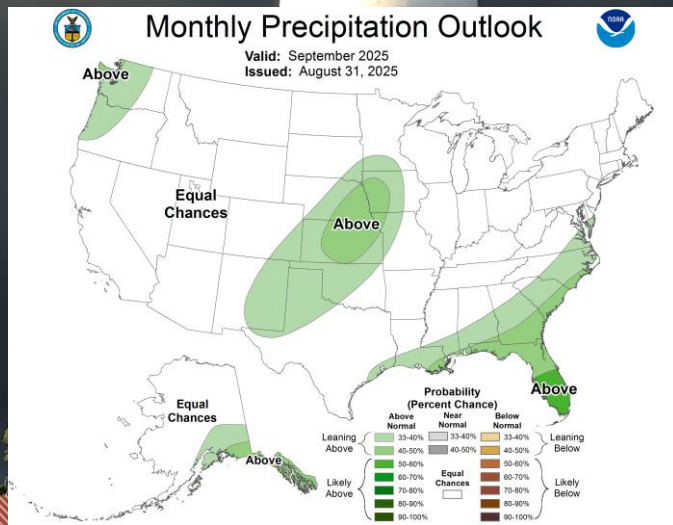 Monthly Precipitation Outlook
NOAA
Valid: September 2025
Issued: August 31, 2025
Above
Equal
Chances
Above
Above
Equal
Chances
Above
Probability
(Percent Chance)
Above
Normal
Near
Normal
Below
Normal
Leaning
Above
33-40%
33-40%
33-40%
Leaning
Below
40-50%
40-50%
40-50%
Likely
Above
50-60%
Equal
Chances
50-60%
Likely
Below
60-70%
60-70%
70-80%
70-80%
80-90%
80-90%
90-100%
90-100%